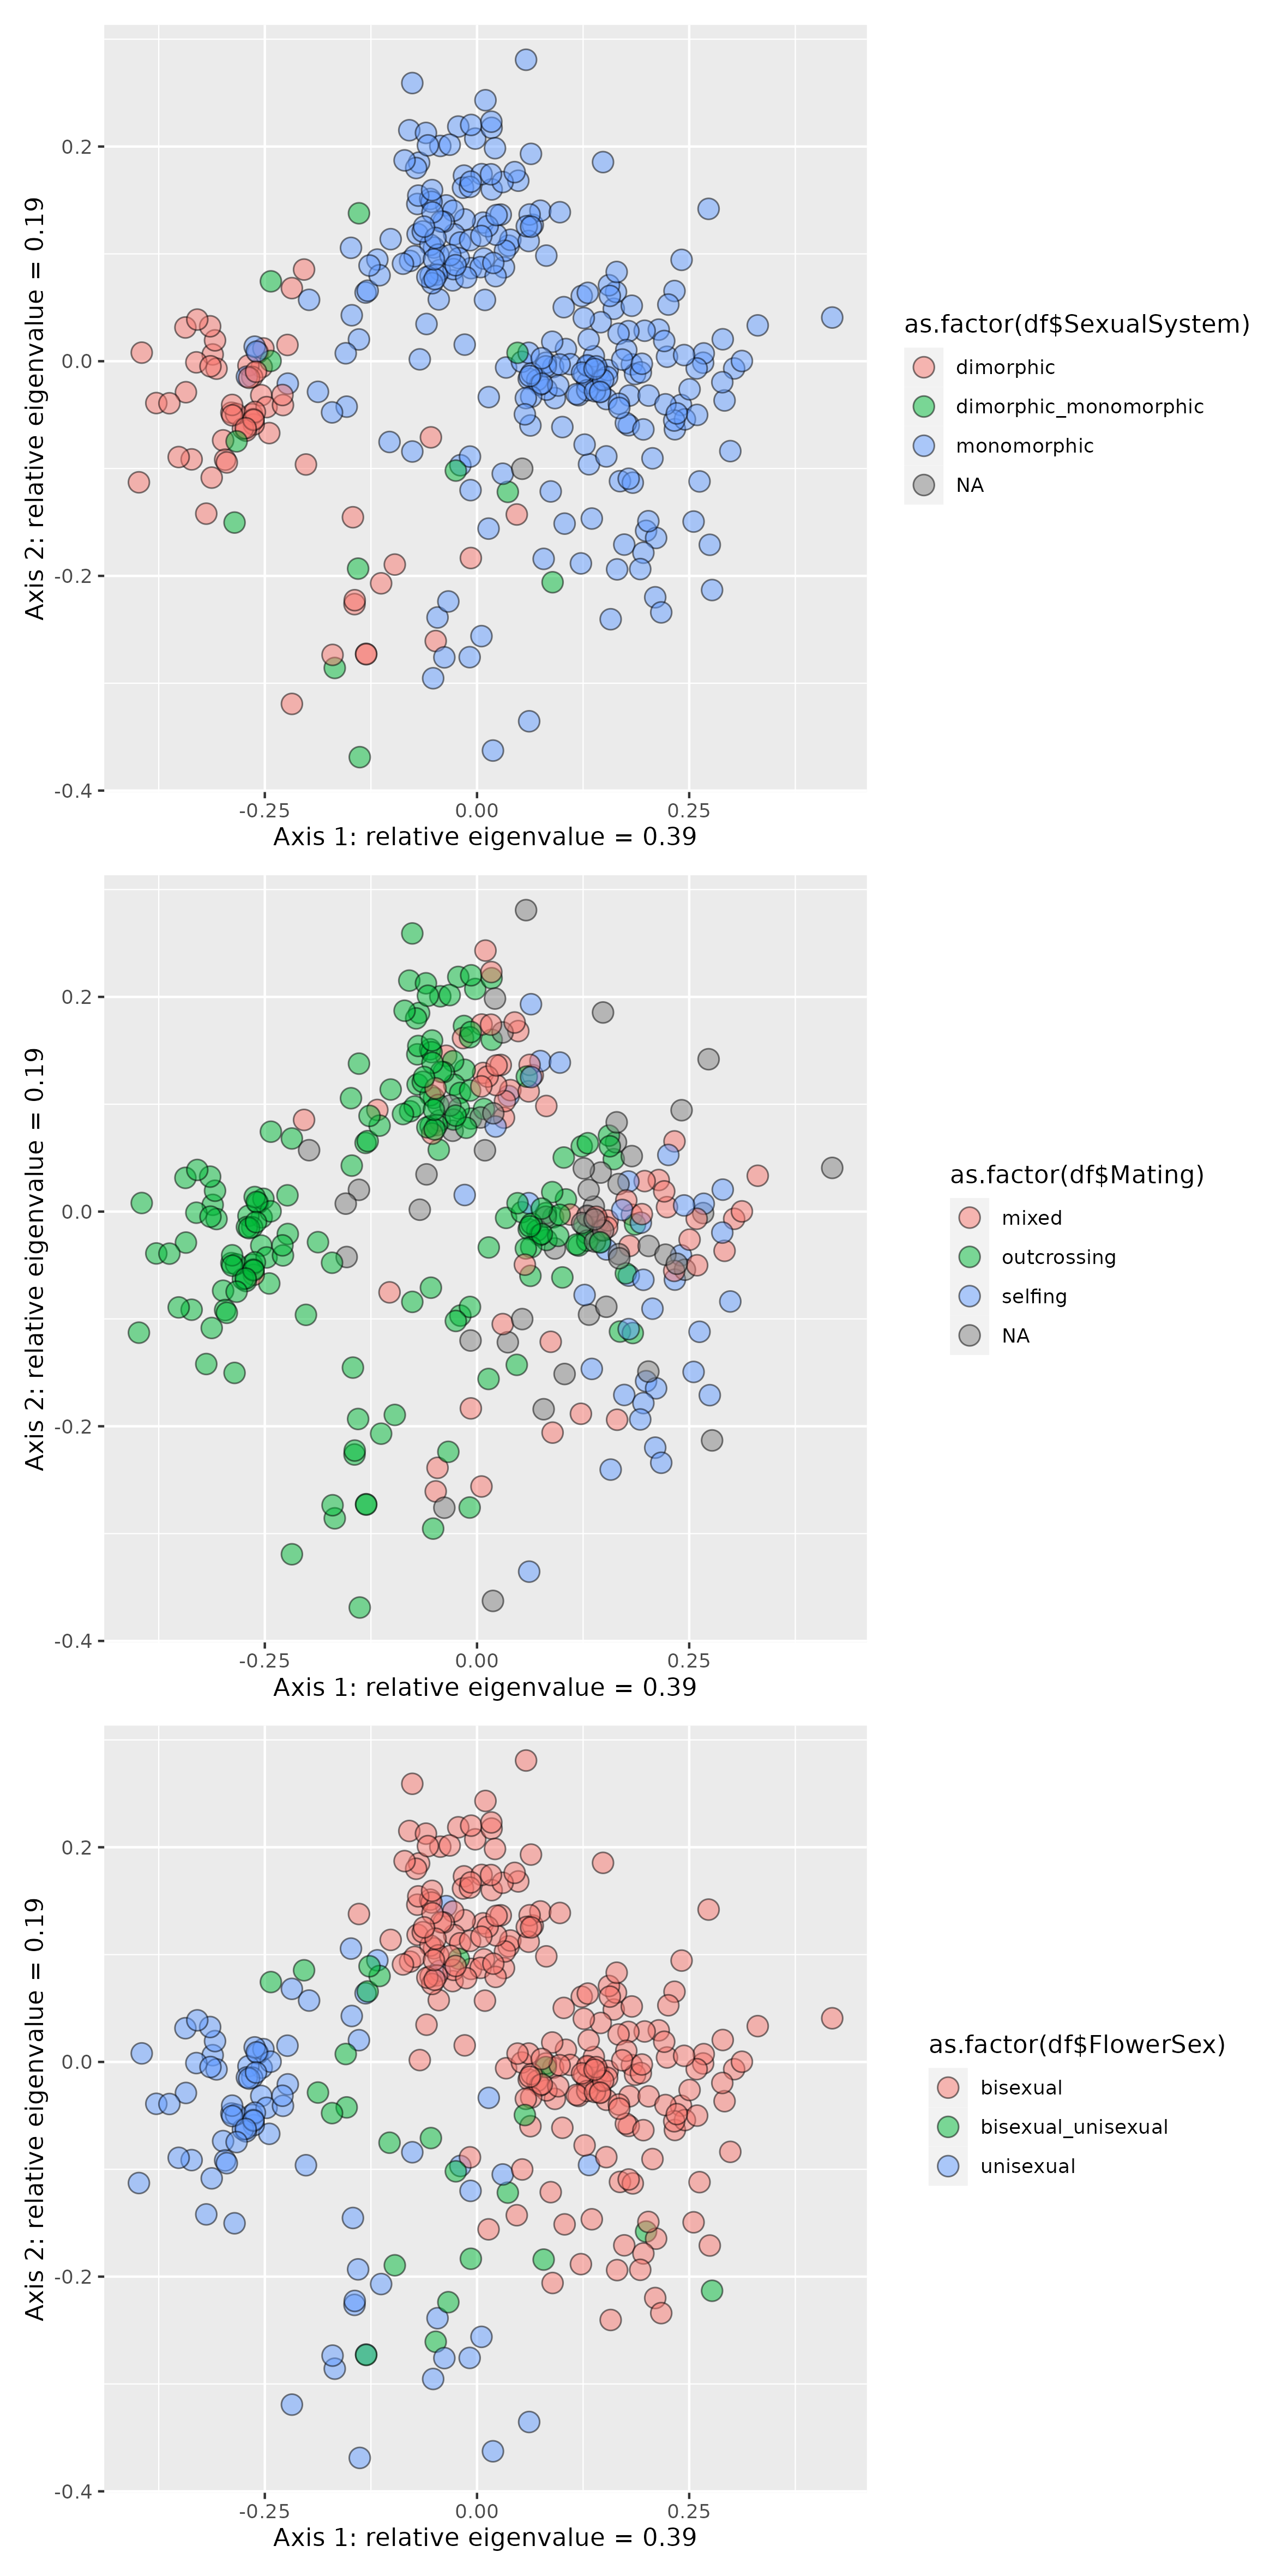 0.2
0.0
-0.2
-0.4
Axis 2: relative eigenvalue = 0.19
-0.25
0.00
0.25
Axis 1: relative eigenvalue = 0.39
as.factor(df$SexualSystem)
dimorphic
dimorphic_monomorphic
monomorphic
NA
0.2
0.0
-0.2
-0.4
Axis 2: relative eigenvalue = 0.19
-0.25
0.00
0.25
Axis 1: relative eigenvalue = 0.39
as.factor(df$Mating)
mixed
outcrossing
selfing
NA
0.2
0.0
-0.2
-0.4
Axis 2: relative eigenvalue = 0.19
-0.25
0.00
0.25
Axis 1: relative eigenvalue = 0.39
as.factor(df$FlowerSex)
bisexual
bisexual_unisexual
unisexual